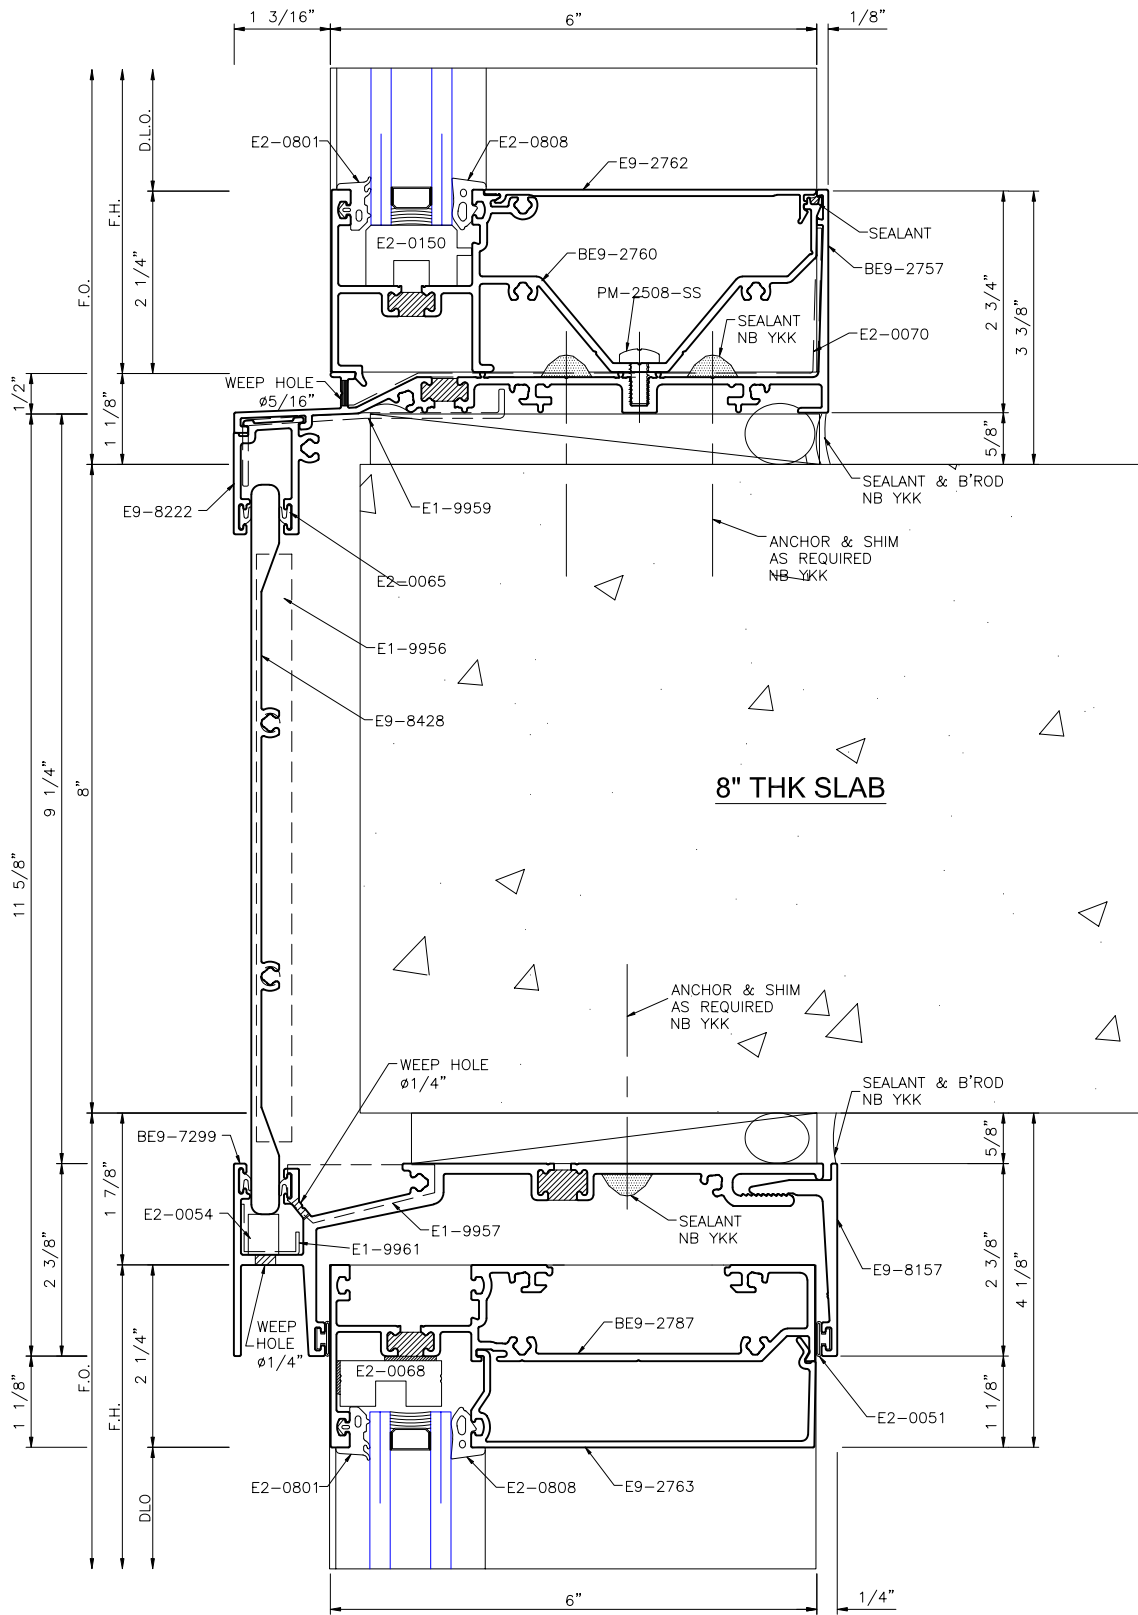 1 3/16"
6"
1/8"
D.L.O.
F.H.
F.O.
2 1/4"
1/2"
1 1/8"
E2-0801
E2-0808
E9-2762
E2-0150
SEALANT
BE9-2760
BE9-2757
PM-2508-SS
SEALANT
NB YKK
E2-0070
2 3/4"
3 3/8"
WEEP HOLE
ø5/16"
5/8"
SEALANT & B'ROD
NB YKK
E9-8222
E1-9959
ANCHOR & SHIM
AS REQUIRED
NB YKK
E2-0065
E1-9956
E9-8428
9 1/4"
8"
11 5/8"
8" THK SLAB
ANCHOR & SHIM
AS REQUIRED
NB YKK
WEEP HOLE
ø1/4"
SEALANT & B'ROD
NB YKK
BE9-7299
1 7/8"
5/8"
E2-0054
E1-9957
E1-9961
SEALANT
NB YKK
E9-8157
2 3/8"
2 3/8"
4 1/8"
WEEP
HOLE
ø1/4"
BE9-2787
E2-0068
2 1/4"
F.O.
1 1/8"
F.H.
1 1/8"
E2-0051
E2-0801
E2-0808
E9-2763
DLO
6"
1/4"